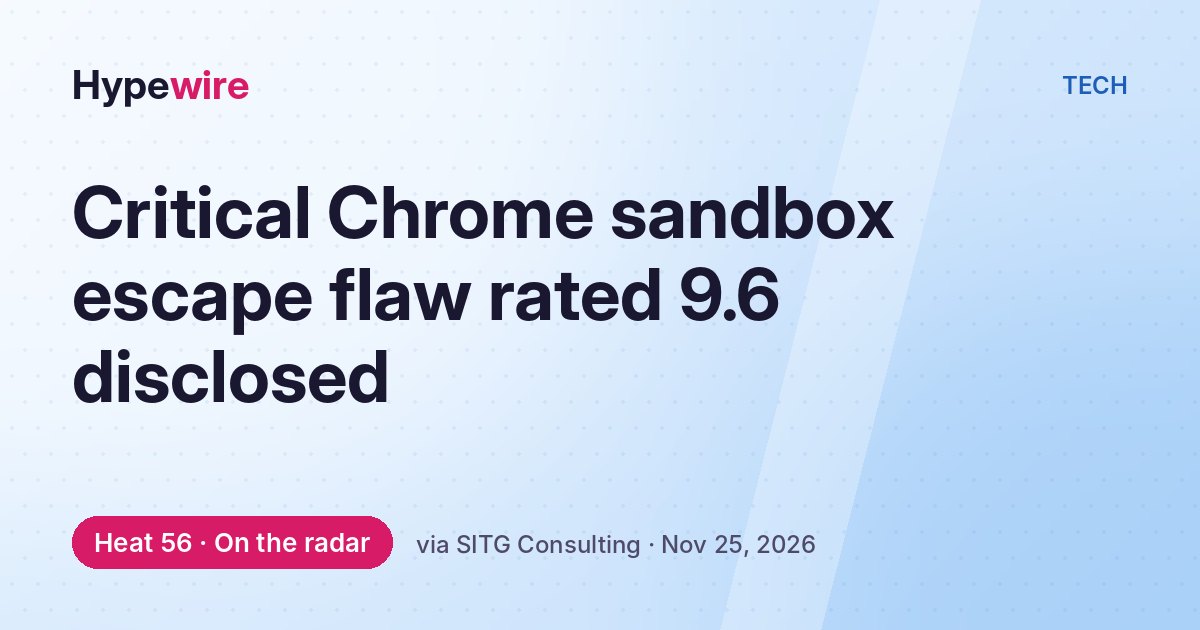 Hypewire
TECH
Critical Chrome sandbox
escape flaw rated 9.6
disclosed
Heat 56 · On the radar
via SITG Consulting · Nov 25, 2026